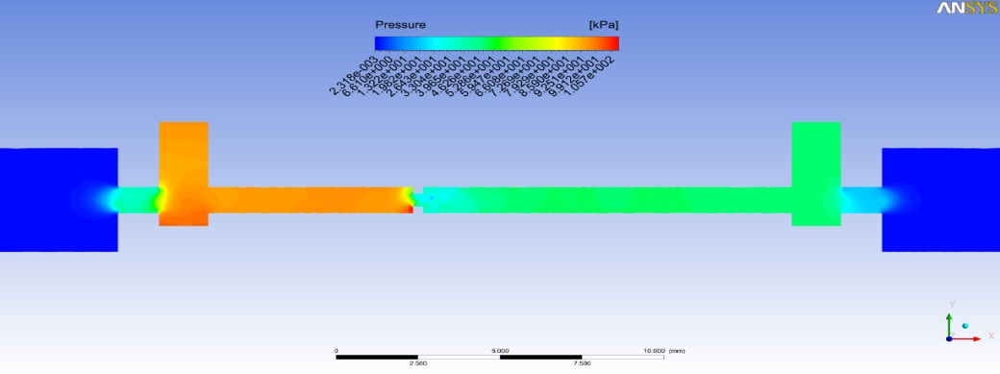 ANSYS
Pressure [kPa]
2.318e-003
6.610e+000
1.322e+001
1.982e+001
2.643e+001
3.304e+001
3.965e+001
4.626e+001
5.286e+001
5.947e+001
6.608e+001
7.269e+001
7.929e+001
8.590e+001
9.251e+001
9.912e+001
1.057e+002
Y
X
0 5.000 10.000 (mm)
2.500 7.500